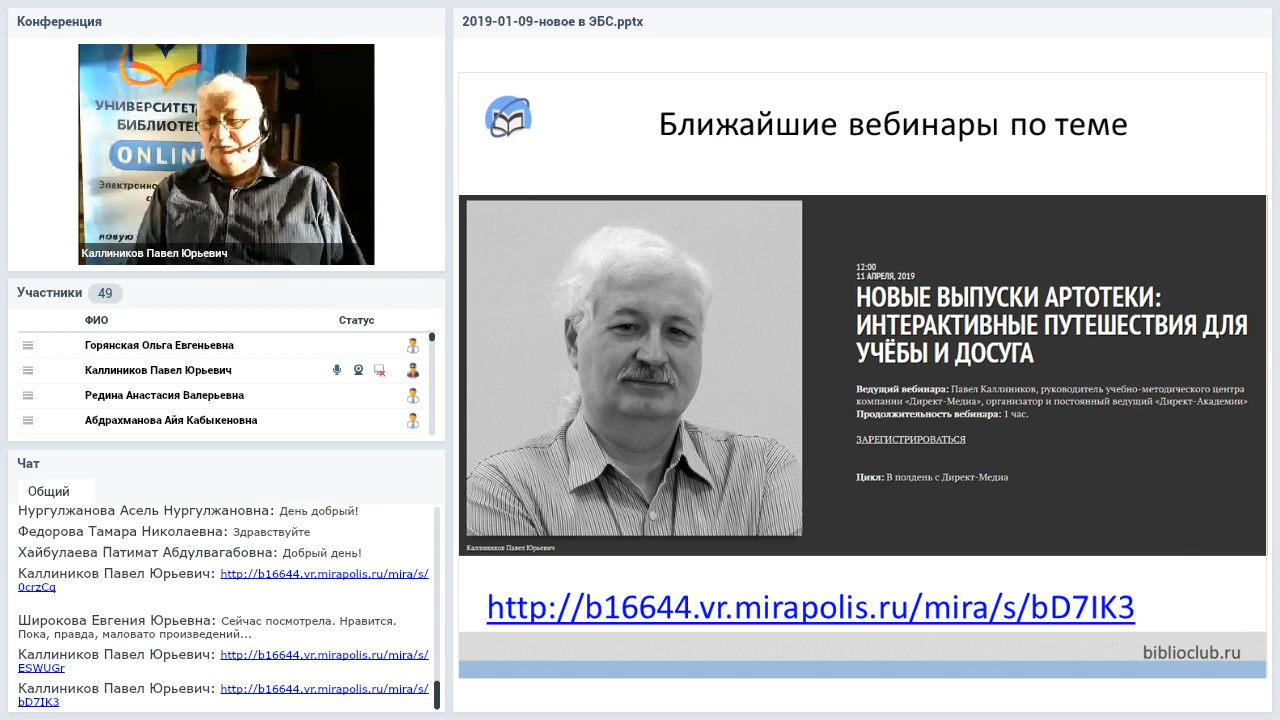 Конференция
УНИВЕРСИТЕТ
БИБЛИОТЕ
ONLIN
Электронно
новую
Каллиников Павел Юрьевич
Участники 49
ФИО Статус
Горянская Ольга Евгеньевна
Каллиников Павел Юрьевич
Редина Анастасия Валерьевна
Абдрахманова Айя Кабыкеновна
Чат
Общий
Нургулжанова Асель Нургулжановна: День добрый!
Федорова Тамара Николаевна: Здравствуйте
Хайбулаева Патимат Абдулвагабовна: Добрый день!
Каллиников Павел Юрьевич: http://b16644.vr.mirapolis.ru/mira/s/
0crzCq
Широкова Евгения Юрьевна: Сейчас посмотрела. Нравится.
Пока, правда, маловато произведений...
Каллиников Павел Юрьевич: http://b16644.vr.mirapolis.ru/mira/s/
ESWUGr
Каллиников Павел Юрьевич: http://b16644.vr.mirapolis.ru/mira/s/
bD7IK3
2019-01-09-новое в ЭБС.pptx
Ближайшие вебинары по теме
12:00
11 АПРЕЛЯ, 2019
НОВЫЕ ВЫПУСКИ АРТОТЕКИ:
ИНТЕРАКТИВНЫЕ ПУТЕШЕСТВИЯ ДЛЯ
УЧЁБЫ И ДОСУГА
Ведущий вебинара: Павел Каллиников, руководитель учебно-методического центра
компании «Директ-Медиа», организатор и постоянный ведущий «Директ-Академии»
Продолжительность вебинара: 1 час.
ЗАРЕГИСТРИРОВАТЬСЯ
Цикл: В полдень с Директ-Медиа
Каллиников Павел Юрьевич
http://b16644.vr.mirapolis.ru/mira/s/bD7IK3
biblioclub.ru